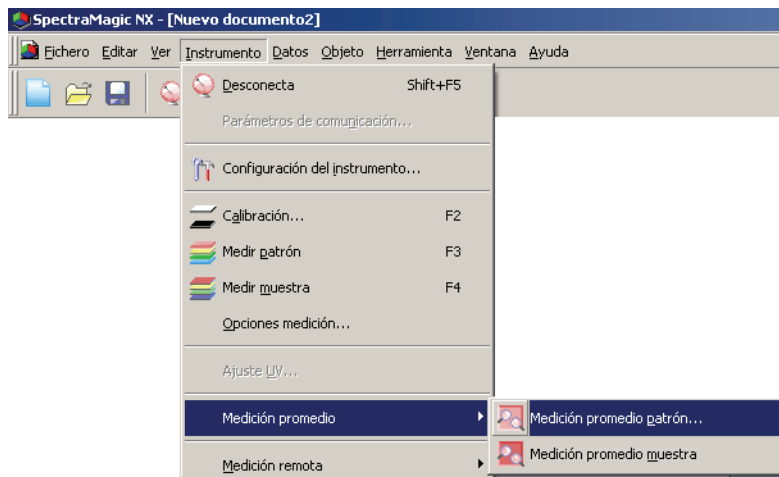 SpectraMagic NX - [Nuevo documento2]
Fichero Editar Ver Instrumento Datos Objeto Herramienta Ventana Ayuda
Desconecta Shift+F5
Parámetros de comunicación...
Configuración del instrumento...
Calibración... F2
Medir patrón F3
Medir muestra F4
Opciones medición...
Ajuste UV...
Medición promedio
Medición promedio patrón...
Medición promedio muestra
Medición remota